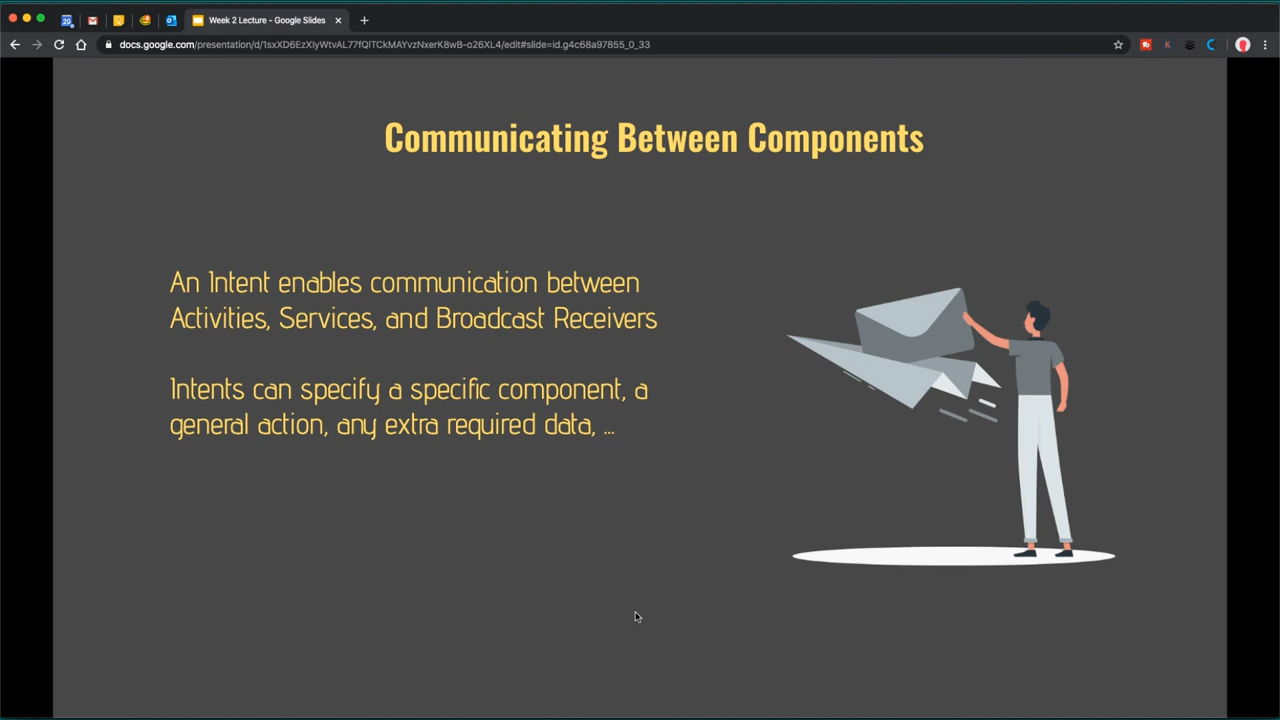 20
Week 2 Lecture - Google Slides
docs.google.com/presentation/d/1sxXD6EzXlyWtvAL77fQlTCkMAYvzNxerK8wB-o26XL4/edit#slide=id.g4c68a97855_0_33
K
Communicating Between Components
An Intent enables communication between
Activities, Services, and Broadcast Receivers
Intents can specify a specific component, a
general action, any extra required data, ...